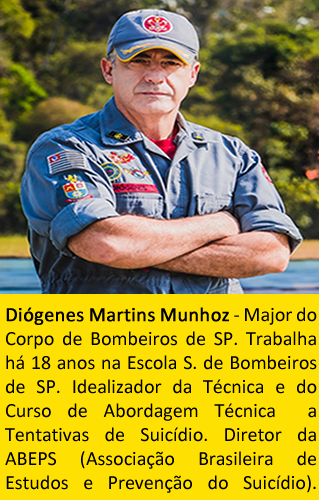 Diógenes Martins Munhoz - Major do
Corpo de Bombeiros de SP. Trabalha
há 18 anos na Escola S. de Bombeiros
de SP. Idealizador da Técnica e do
Curso de Abordagem Técnica a
Tentativas de Suicídio. Diretor da
ABEPS (Associação Brasileira de
Estudos e Prevenção do Suicídio).